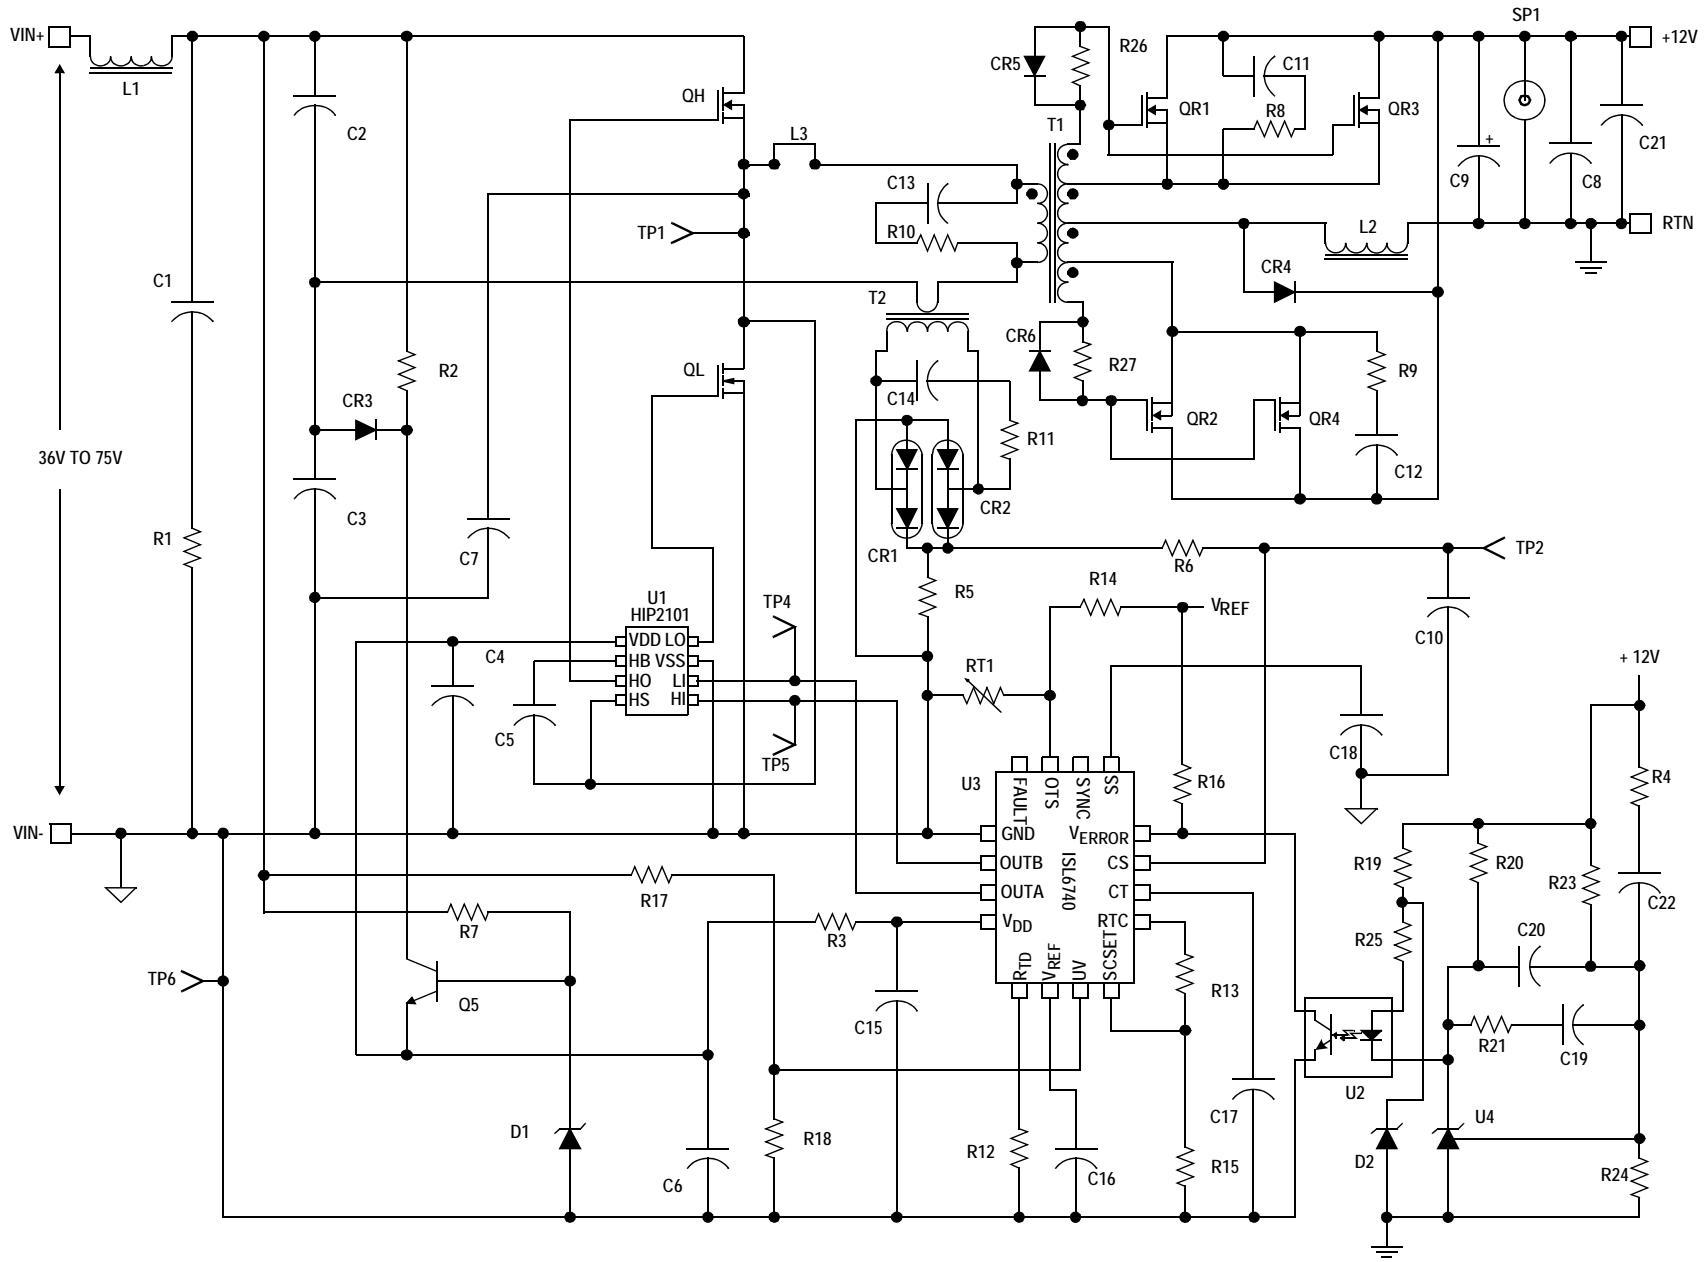 SP1
VIN+
+12V
L1
R26
CR5
C11
QH
QR1
R8
QR3
T1
C2
L3
C21
C9
+
C8
C13
R10
TP1
L2
RTN
C1
CR4
T2
CR6
R2
QL
R27
R9
CR3
C14
QR2
QR4
R11
36V TO 75V
C12
C3
CR2
R1
C7
CR1
TP2
R6
R5
R14
U1
HIP2101
TP4
VREF
C10
VDD LO
HB VSS
HO LI
HS HI
C4
RT1
+ 12V
C5
TP5
C18
U3
FAULT
OTS
SYNC
SS
R16
R4
VIN-
GND
VERROR
OUTB
CS
OUTA
CT
VDD
RTC
ISL6740
RTD
VREF
UV
SCSET
R19
R20
R23
C22
R17
R7
R3
R25
C20
TP6
Q5
R13
C15
R21
C19
U2
C17
U4
D1
R18
R12
R15
D2
C6
C16
R24